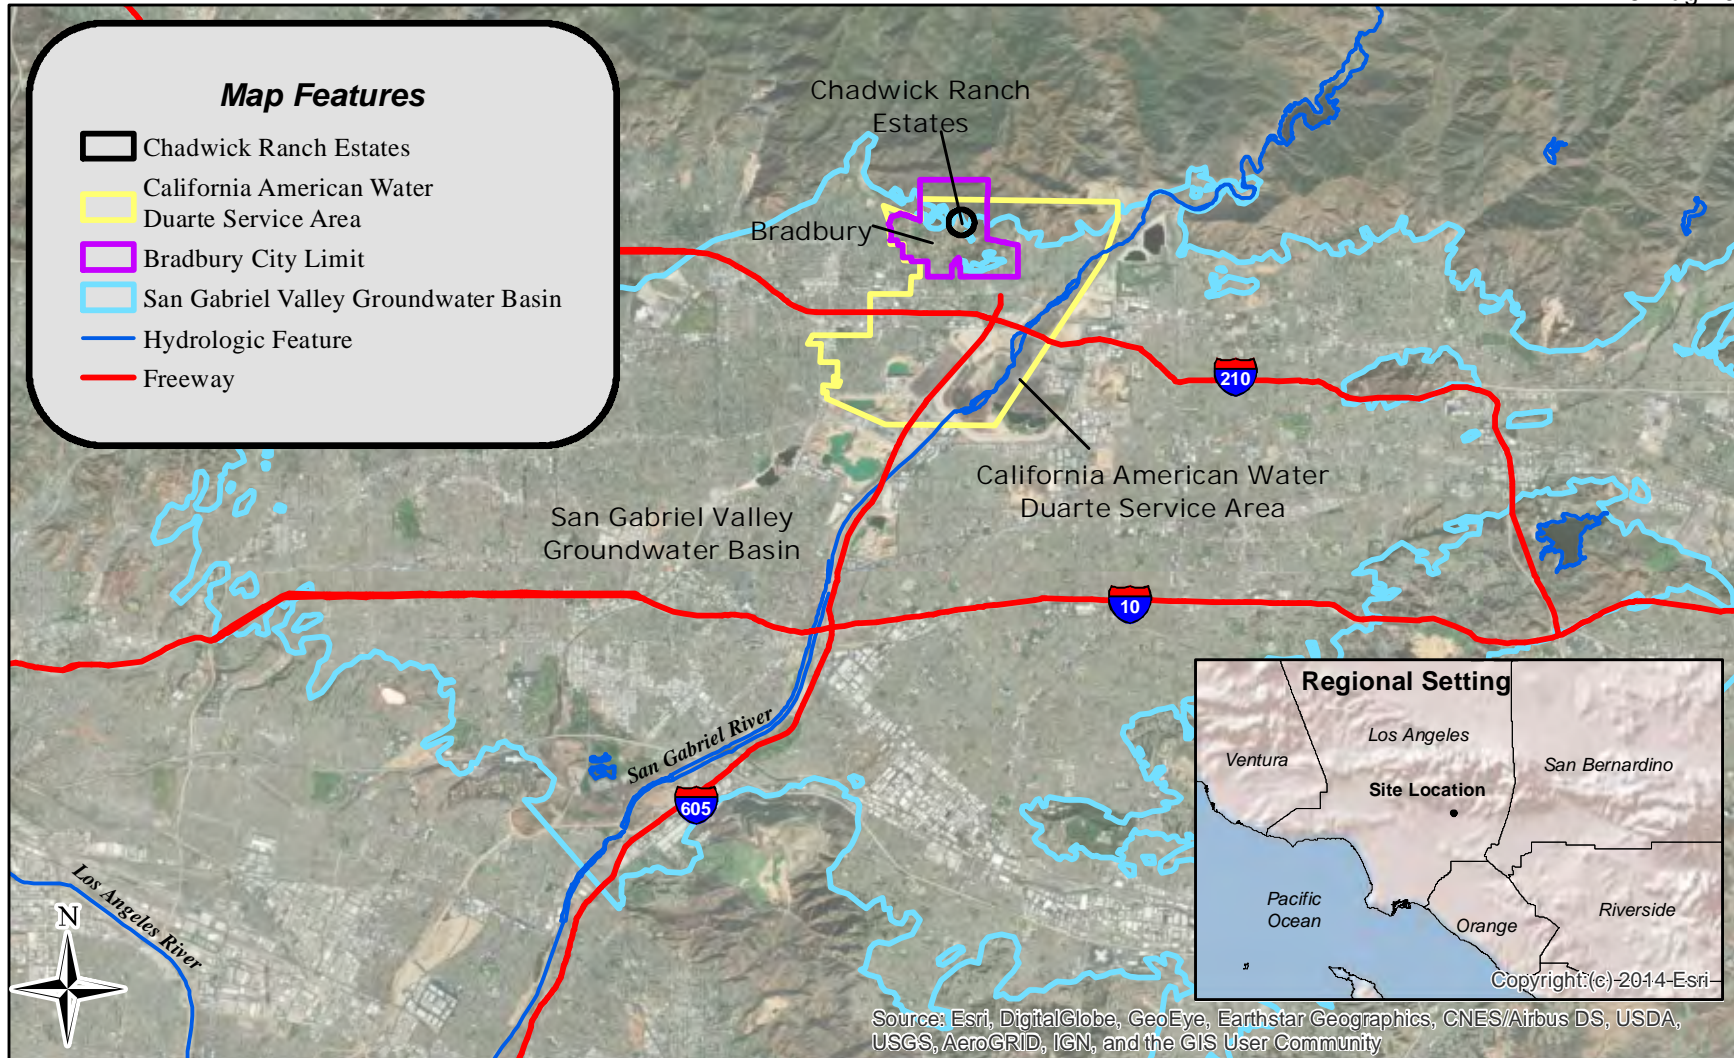 Map Features
Chadwick Ranch Estates
California American Water
Duarte Service Area
Bradbury City Limit
San Gabriel Valley Groundwater Basin
Hydrologic Feature
Freeway
Chadwick Ranch
Estates
Bradbury
210
California American Water
Duarte Service Area
San Gabriel Valley
Groundwater Basin
10
San Gabriel River
605
Los Angeles River
N
Regional Setting
Los Angeles
Ventura
San Bernardino
Site Location
Pacific
Ocean
Orange
Riverside
Copyright:(c) 2014 Esri
Source: Esri, DigitalGlobe, GeoEye, Earthstar Geographics, CNES/Airbus DS, USDA,
USGS, AeroGRID, IGN, and the GIS User Community